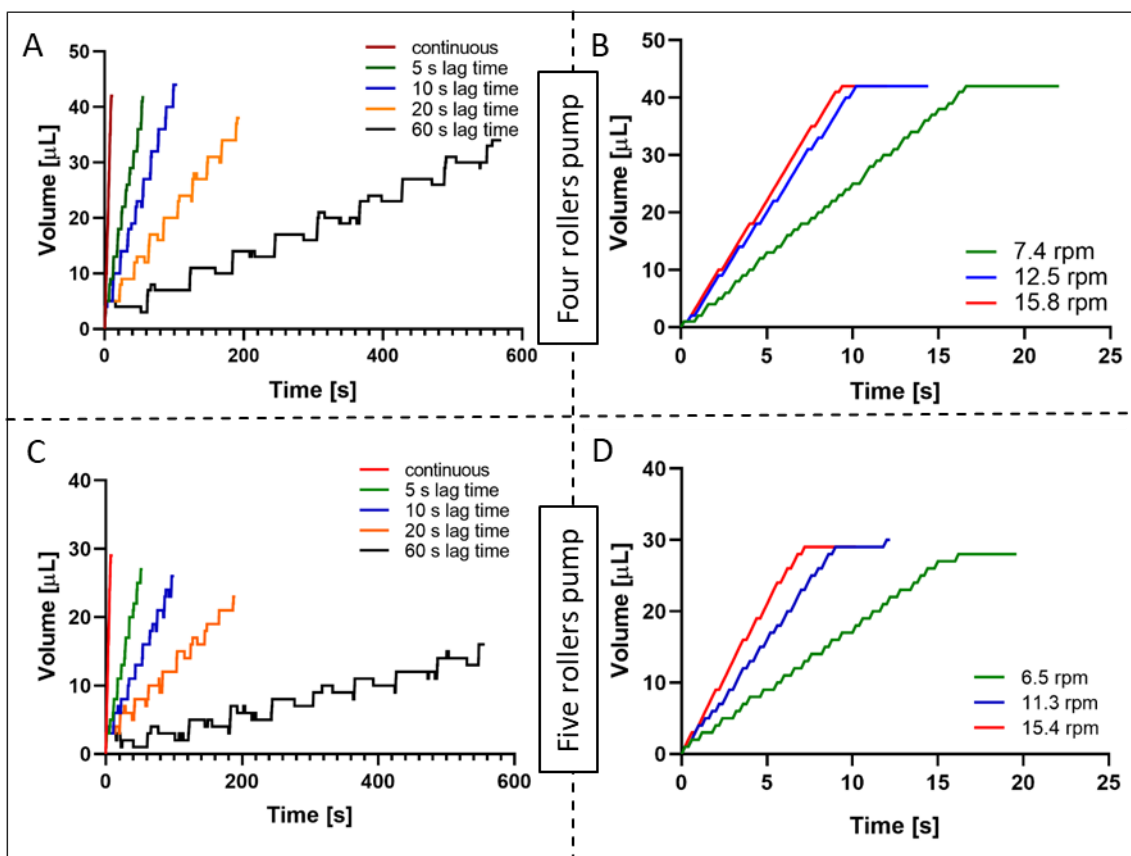 A
50
40
30
20
10
0
Volume [µL]
0
200
400
600
Time [s]
continuous
5 s lag time
10 s lag time
20 s lag time
60 s lag time
Four rollers pump
B
50
40
30
20
10
0
Volume [µL]
0
5
10
15
20
25
Time [s]
7.4 rpm
12.5 rpm
15.8 rpm
C
40
30
20
10
0
Volume [µL]
0
200
400
600
Time [s]
continuous
5 s lag time
10 s lag time
20 s lag time
60 s lag time
Five rollers pump
D
40
30
20
10
0
Volume [µL]
0
5
10
15
20
25
Time [s]
6.5 rpm
11.3 rpm
15.4 rpm